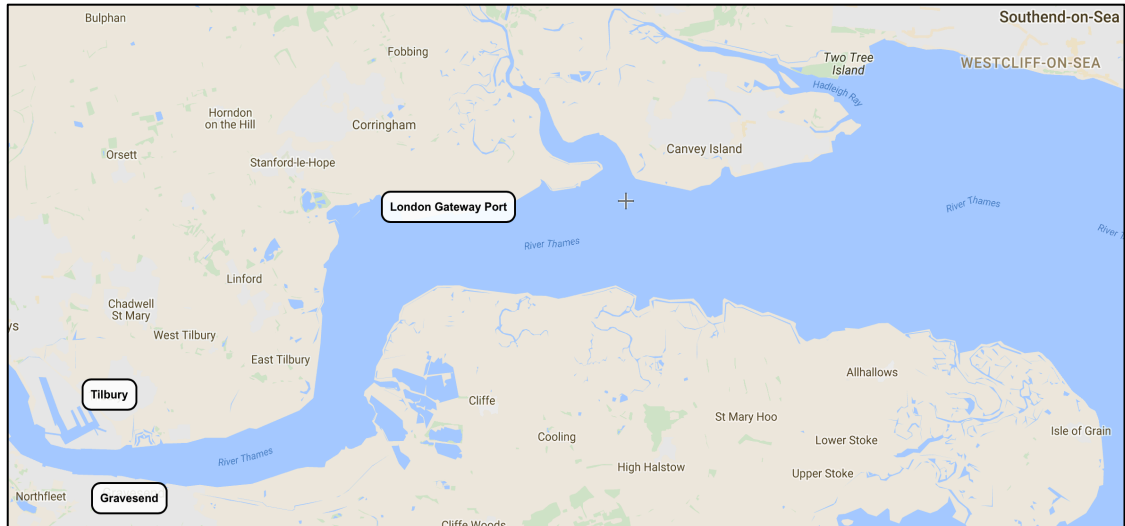 Bulphan
Southend-on-Sea
Fobbing
Two Tree
Island
WESTCLIFF-ON-SEA
Hadleigh Ray
Horndon
on the Hill
Corringham
Orsett
Canvey Island
Stanford-le-Hope
London Gateway Port
River Thames
River T
River Thames
Linford
Chadwell
St Mary
ys
West Tilbury
East Tilbury
Allhallows
Tilbury
Cliffe
St Mary Hoo
Isle of Grain
Cooling
Lower Stoke
River Thames
High Halstow
Upper Stoke
Northfleet
Gravesend
Cliffe Woods